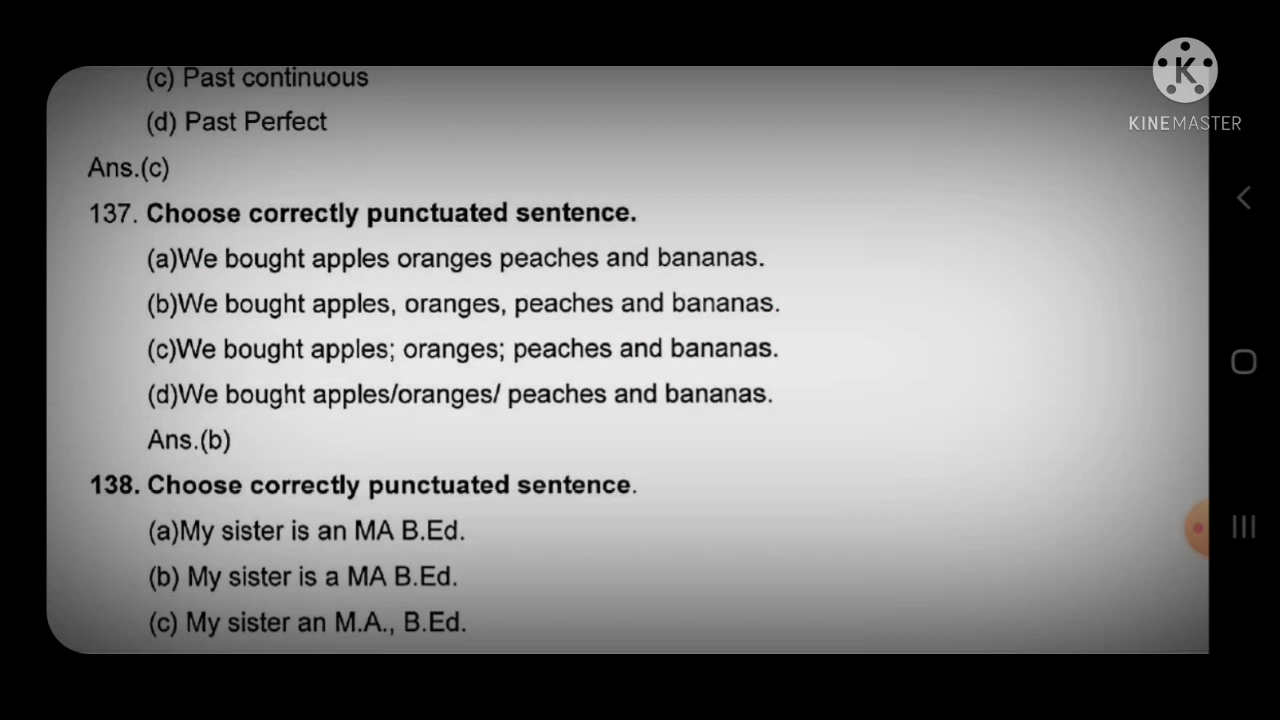 (c) Past continuous
(d) Past Perfect
Ans.(c)
137. Choose correctly punctuated sentence.
(a)We bought apples oranges peaches and bananas.
(b)We bought apples, oranges, peaches and bananas.
(c)We bought apples; oranges; peaches and bananas.
(d)We bought apples/oranges/ peaches and bananas.
Ans.(b)
138. Choose correctly punctuated sentence.
(a)My sister is an MA B.Ed.
(b) My sister is a MA B.Ed.
(c) My sister an M.A., B.Ed.
K
KINEMASTER